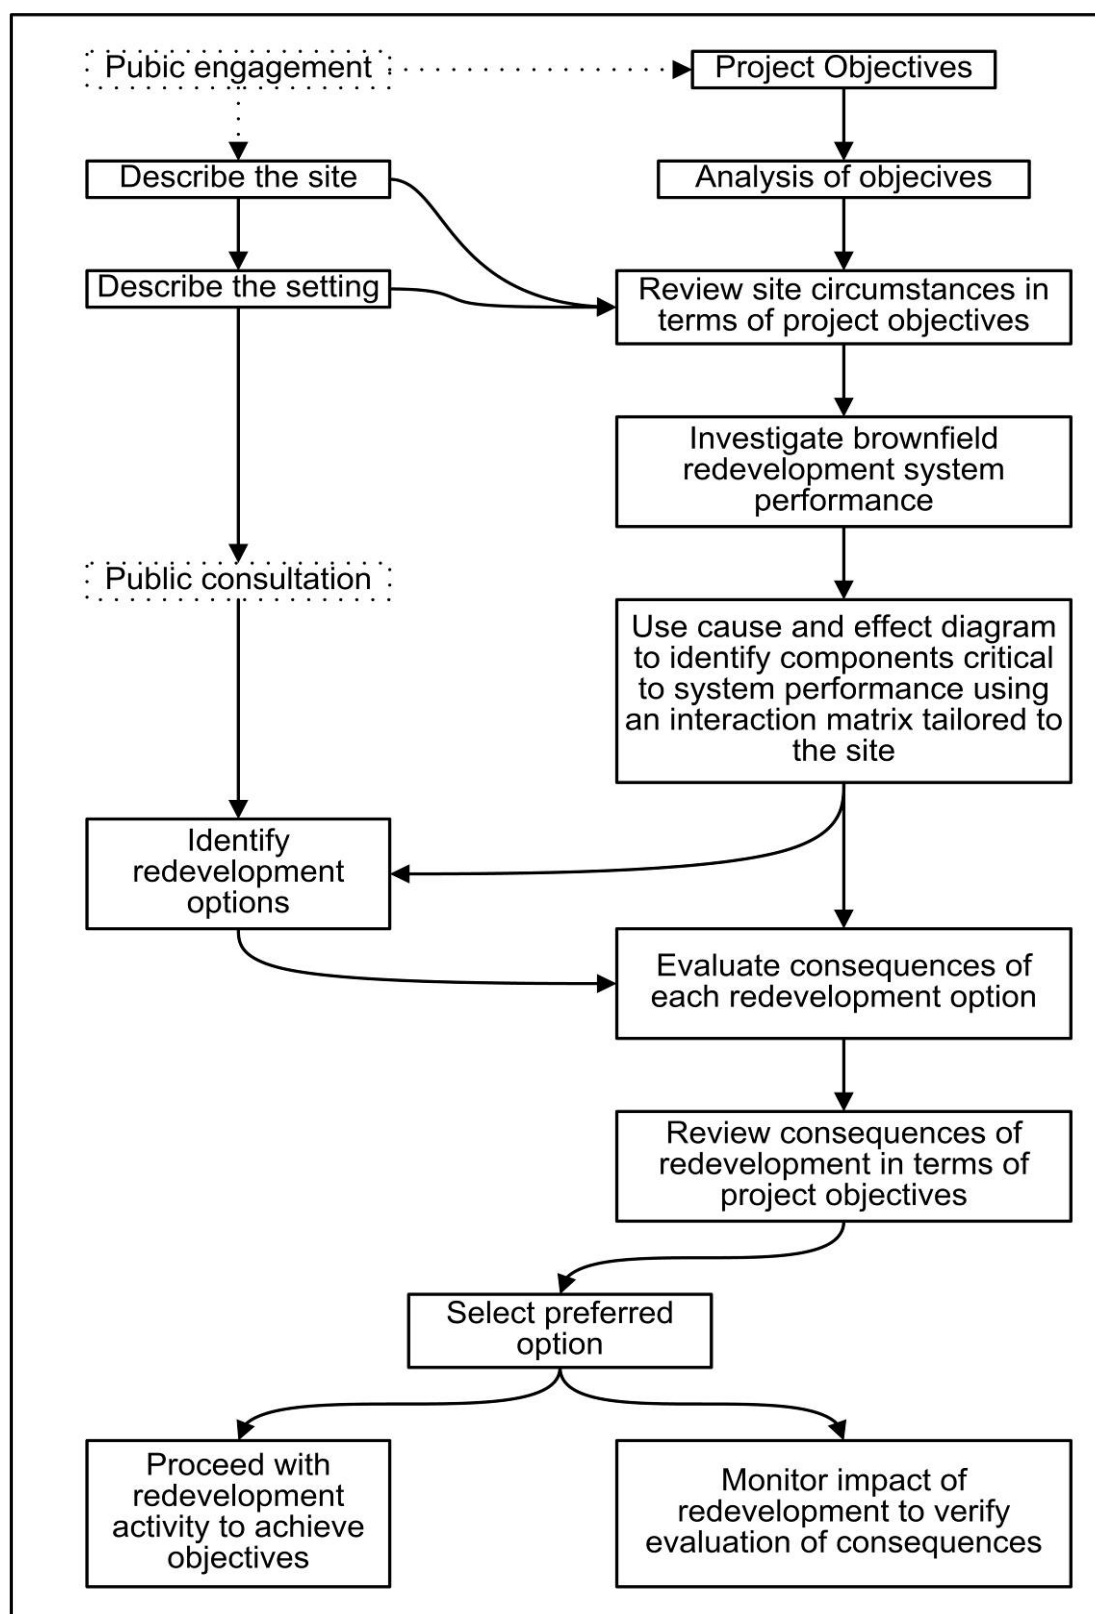 Pubic engagement
Project Objectives
Describe the site
Analysis of objecives
Describe the setting
Review site circumstances in
terms of project objectives
Investigate brownfield
redevelopment system
performance
Public consultation
Use cause and effect diagram
to identify components critical
to system performance using
an interaction matrix tailored to
the site
Identify
redevelopment
options
Evaluate consequences of
each redevelopment option
Review consequences of
redevelopment in terms of
project objectives
Select preferred
option
Proceed with
redevelopment
activity to achieve
objectives
Monitor impact of
redevelopment to verify
evaluation of consequences